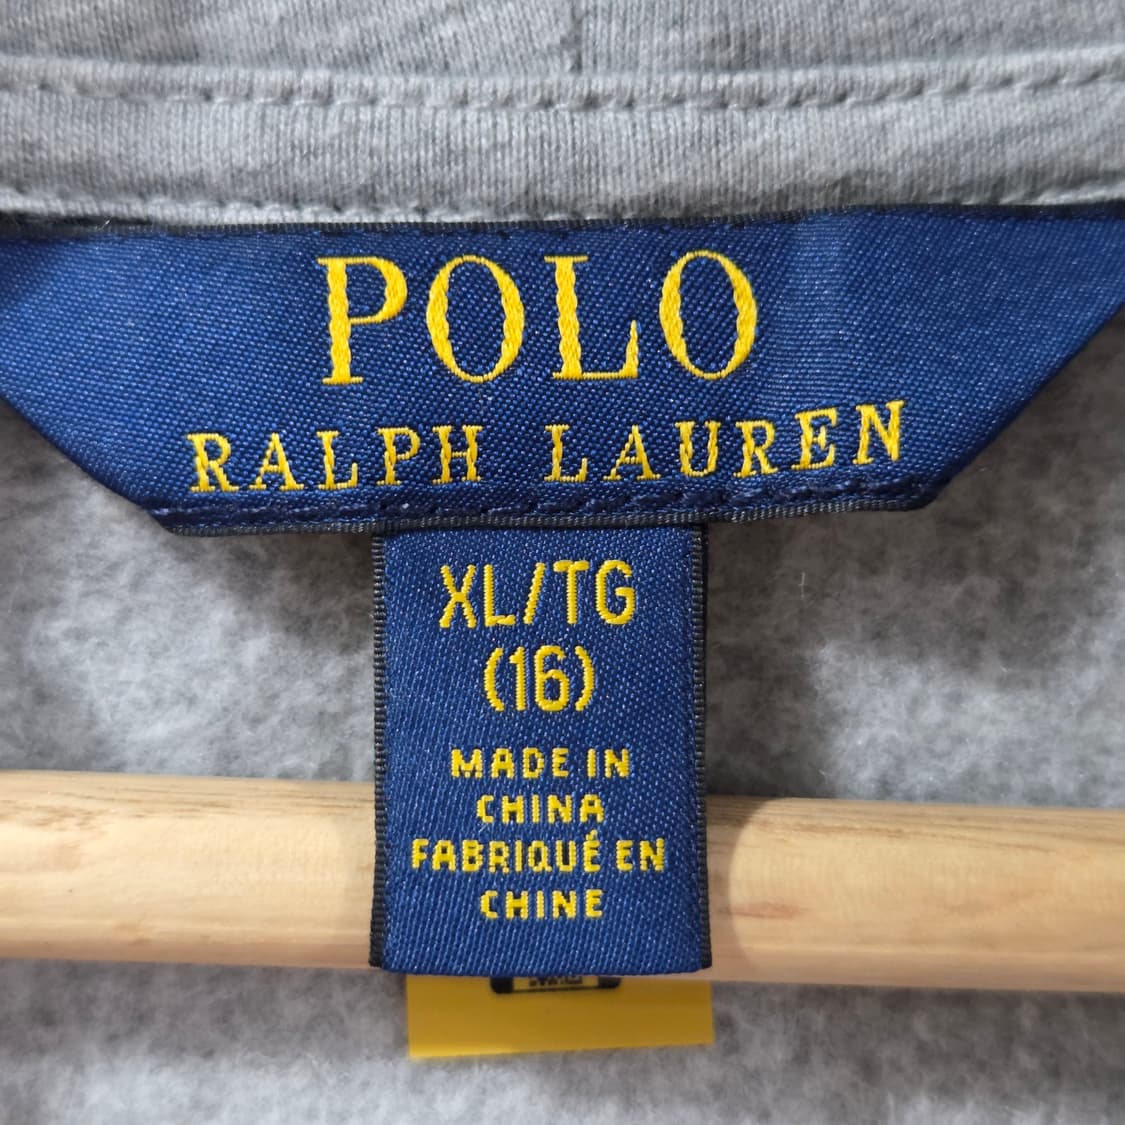 POLO
RALPH LAUREN
XL/TG
(16)
MADE IN
CHINA
FABRIQUÉ EN
CHINE